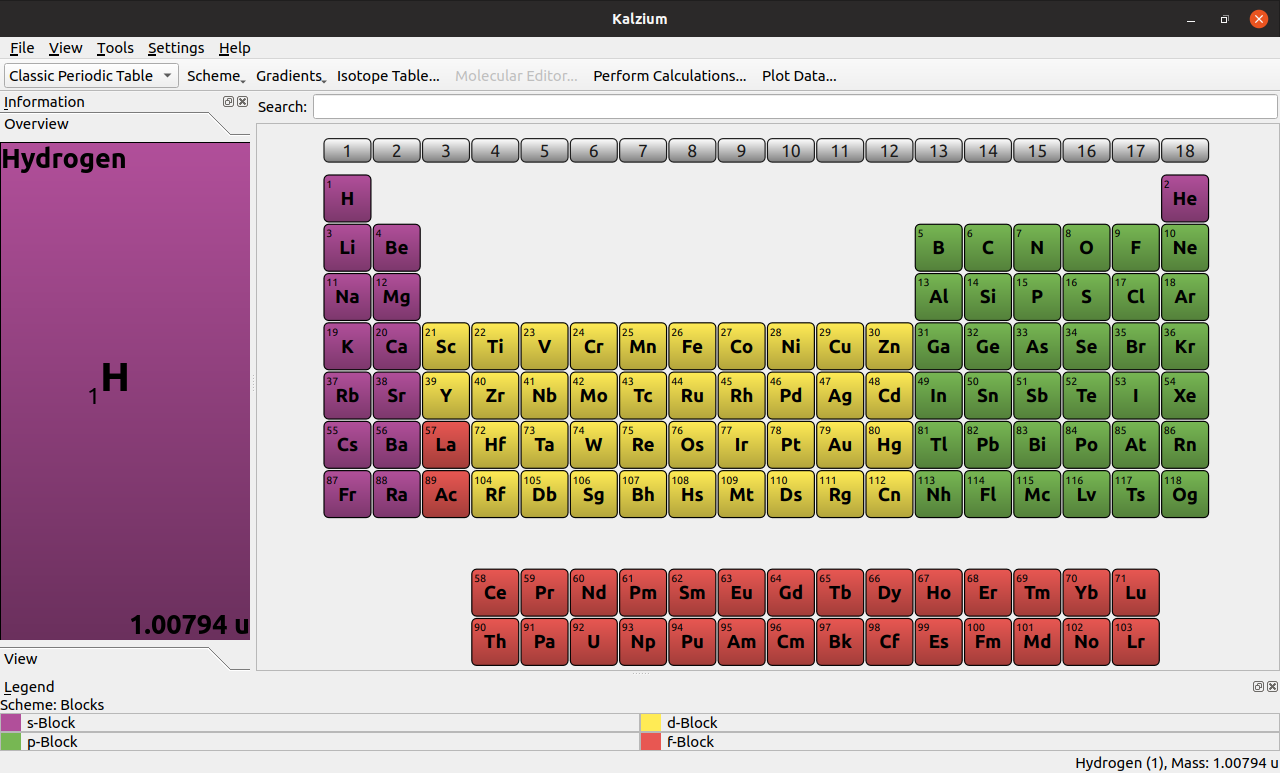 Kalzium
File View Tools Settings Help
Classic Periodic Table Scheme Gradients Isotope Table... Molecular Editor... Perform Calculations... Plot Data...
Information
Search:
Overview
Hydrogen
1H
1.00794 u
View
1 2 3 4 5 6 7 8 9 10 11 12 13 14 15 16 17 18
1 H 2 He
3 Li 4 Be 5 B 6 C 7 N 8 O 9 F 10 Ne
11 Na 12 Mg 13 Al 14 Si 15 P 16 S 17 Cl 18 Ar
19 K 20 Ca 21 Sc 22 Ti 23 V 24 Cr 25 Mn 26 Fe 27 Co 28 Ni 29 Cu 30 Zn 31 Ga 32 Ge 33 As 34 Se 35 Br 36 Kr
37 Rb 38 Sr 39 Y 40 Zr 41 Nb 42 Mo 43 Tc 44 Ru 45 Rh 46 Pd 47 Ag 48 Cd 49 In 50 Sn 51 Sb 52 Te 53 I 54 Xe
55 Cs 56 Ba 57 La 72 Hf 73 Ta 74 W 75 Re 76 Os 77 Ir 78 Pt 79 Au 80 Hg 81 Tl 82 Pb 83 Bi 84 Po 85 At 86 Rn
87 Fr 88 Ra 89 Ac 104 Rf 105 Db 106 Sg 107 Bh 108 Hs 109 Mt 110 Ds 111 Rg 112 Cn 113 Nh 114 Fl 115 Mc 116 Lv 117 Ts 118 Og
58 Ce 59 Pr 60 Nd 61 Pm 62 Sm 63 Eu 64 Gd 65 Tb 66 Dy 67 Ho 68 Er 69 Tm 70 Yb 71 Lu
90 Th 91 Pa 92 U 93 Np 94 Pu 95 Am 96 Cm 97 Bk 98 Cf 99 Es 100 Fm 101 Md 102 No 103 Lr
Legend
Scheme: Blocks
s-Block d-Block
p-Block f-Block
Hydrogen (1), Mass: 1.00794 u